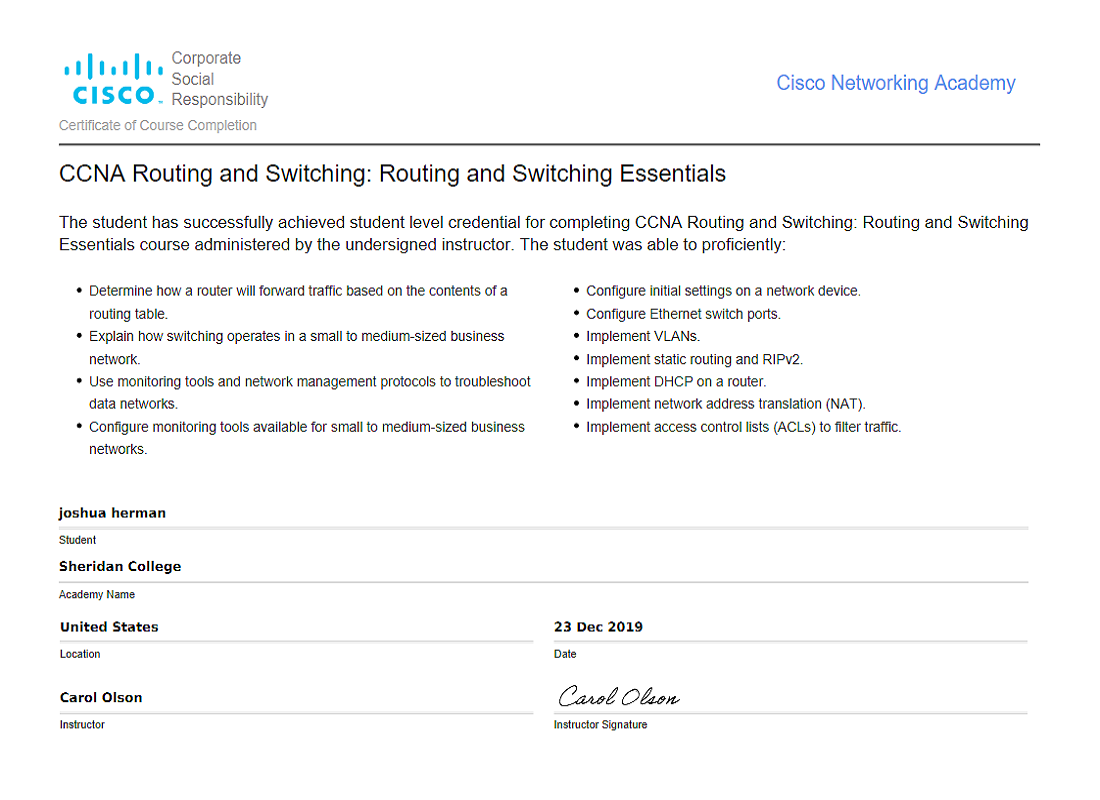 Corporate
Social
CISCO™ Responsibility
Cisco Networking Academy
Certificate of Course Completion
CCNA Routing and Switching: Routing and Switching Essentials
The student has successfully achieved student level credential for completing CCNA Routing and Switching: Routing and Switching
Essentials course administered by the undersigned instructor. The student was able to proficiently:
• Determine how a router will forward traffic based on the contents of a
routing table.
• Explain how switching operates in a small to medium-sized business
network.
• Use monitoring tools and network management protocols to troubleshoot
data networks.
• Configure monitoring tools available for small to medium-sized business
networks.
• Configure initial settings on a network device.
• Configure Ethernet switch ports.
• Implement VLANs.
• Implement static routing and RIPv2.
• Implement DHCP on a router.
• Implement network address translation (NAT).
• Implement access control lists (ACLs) to filter traffic.
joshua herman
Student
Sheridan College
Academy Name
United States
Location
23 Dec 2019
Date
Carol Olson
Instructor
Carol Olson
Instructor Signature